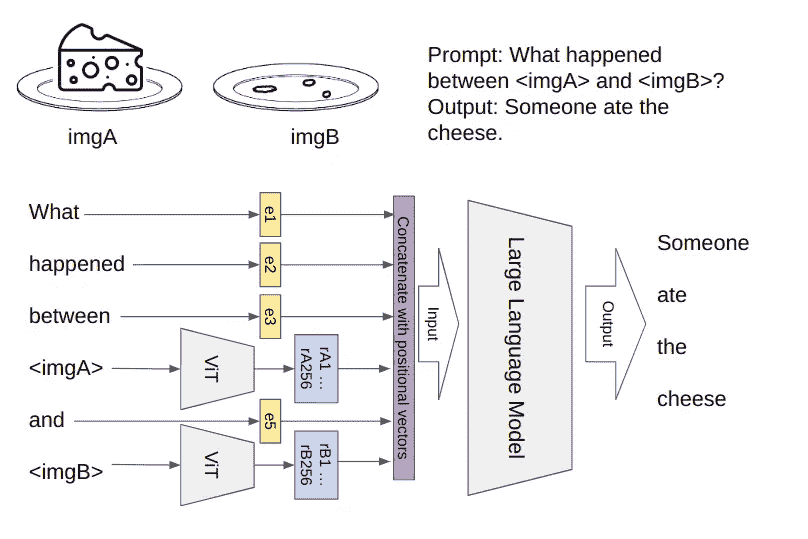 Prompt: What happened
between <imgA> and <imgB>?
Output: Someone ate the
cheese.
imgA
imgB
What
e1
happened
e2
between
e3
<imgA>
ViT
rA1 ...
rA256
and
e5
<imgB>
ViT
rB1 ...
rB256
Concatenate with positional vectors
Input
Large Language Model
Output
Someone
ate
the
cheese